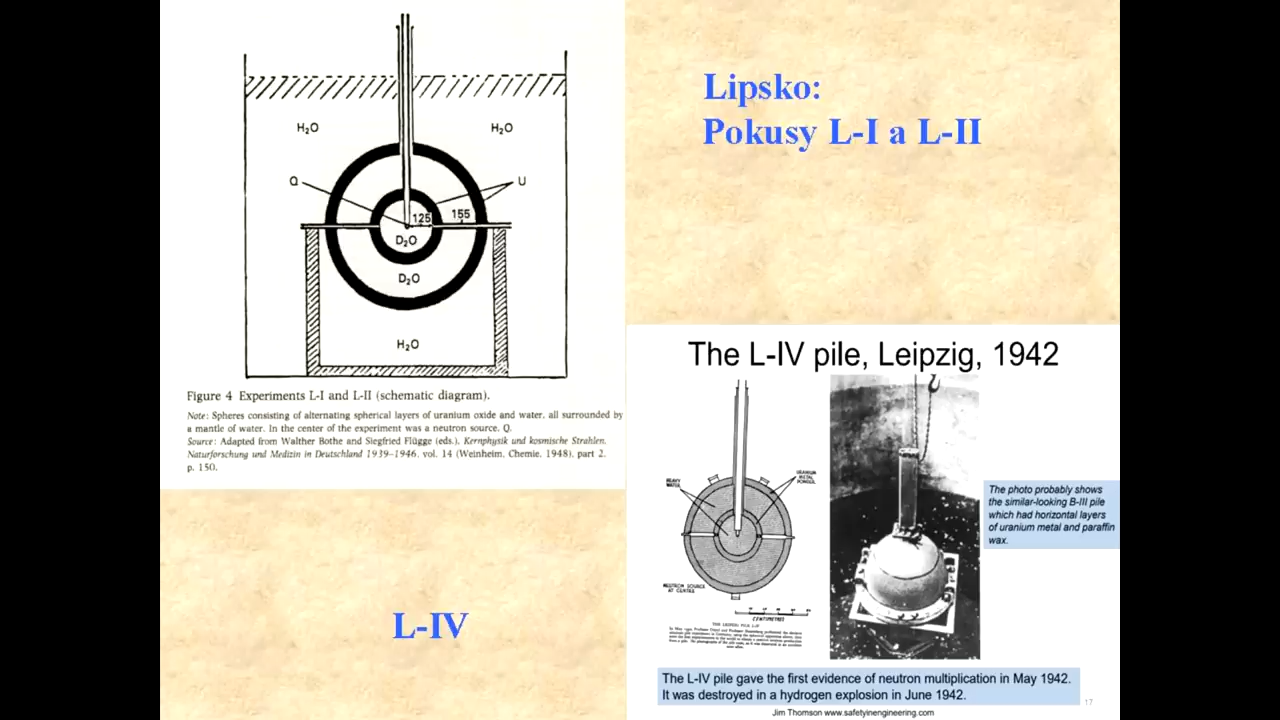 H₂O
H₂O
Q
U
125
155
D₂O
D₂O
H₂O
Figure 4 Experiments L-I and L-II (schematic diagram).
Note: Spheres consisting of alternating spherical layers of uranium oxide and water, all surrounded by
a mantle of water. In the center of the experiment was a neutron source, Q.
Source: Adapted from Walther Bothe and Siegfried Flügge (eds.), Kernphysik und kosmische Strahlen.
Naturforschung und Medizin in Deutschland 1939–1946, vol. 14 (Weinheim, Chemie, 1948), part 2,
p. 150.
Lipsko:
Pokusy L-I a L-II
L-IV
The L-IV pile, Leipzig, 1942
HEAVY
WATER
URANIUM
METAL
POWDER
NEUTRON SOURCE
AT CENTRE
CENTIMETRES
THE LEIPZIG PILE L-IV
The photo probably shows
the similar-looking B-III pile
which had horizontal layers
of uranium metal and paraffin
wax.
The L-IV pile gave the first evidence of neutron multiplication in May 1942.
It was destroyed in a hydrogen explosion in June 1942.
17
Jim Thomson www.safetyinengineering.com